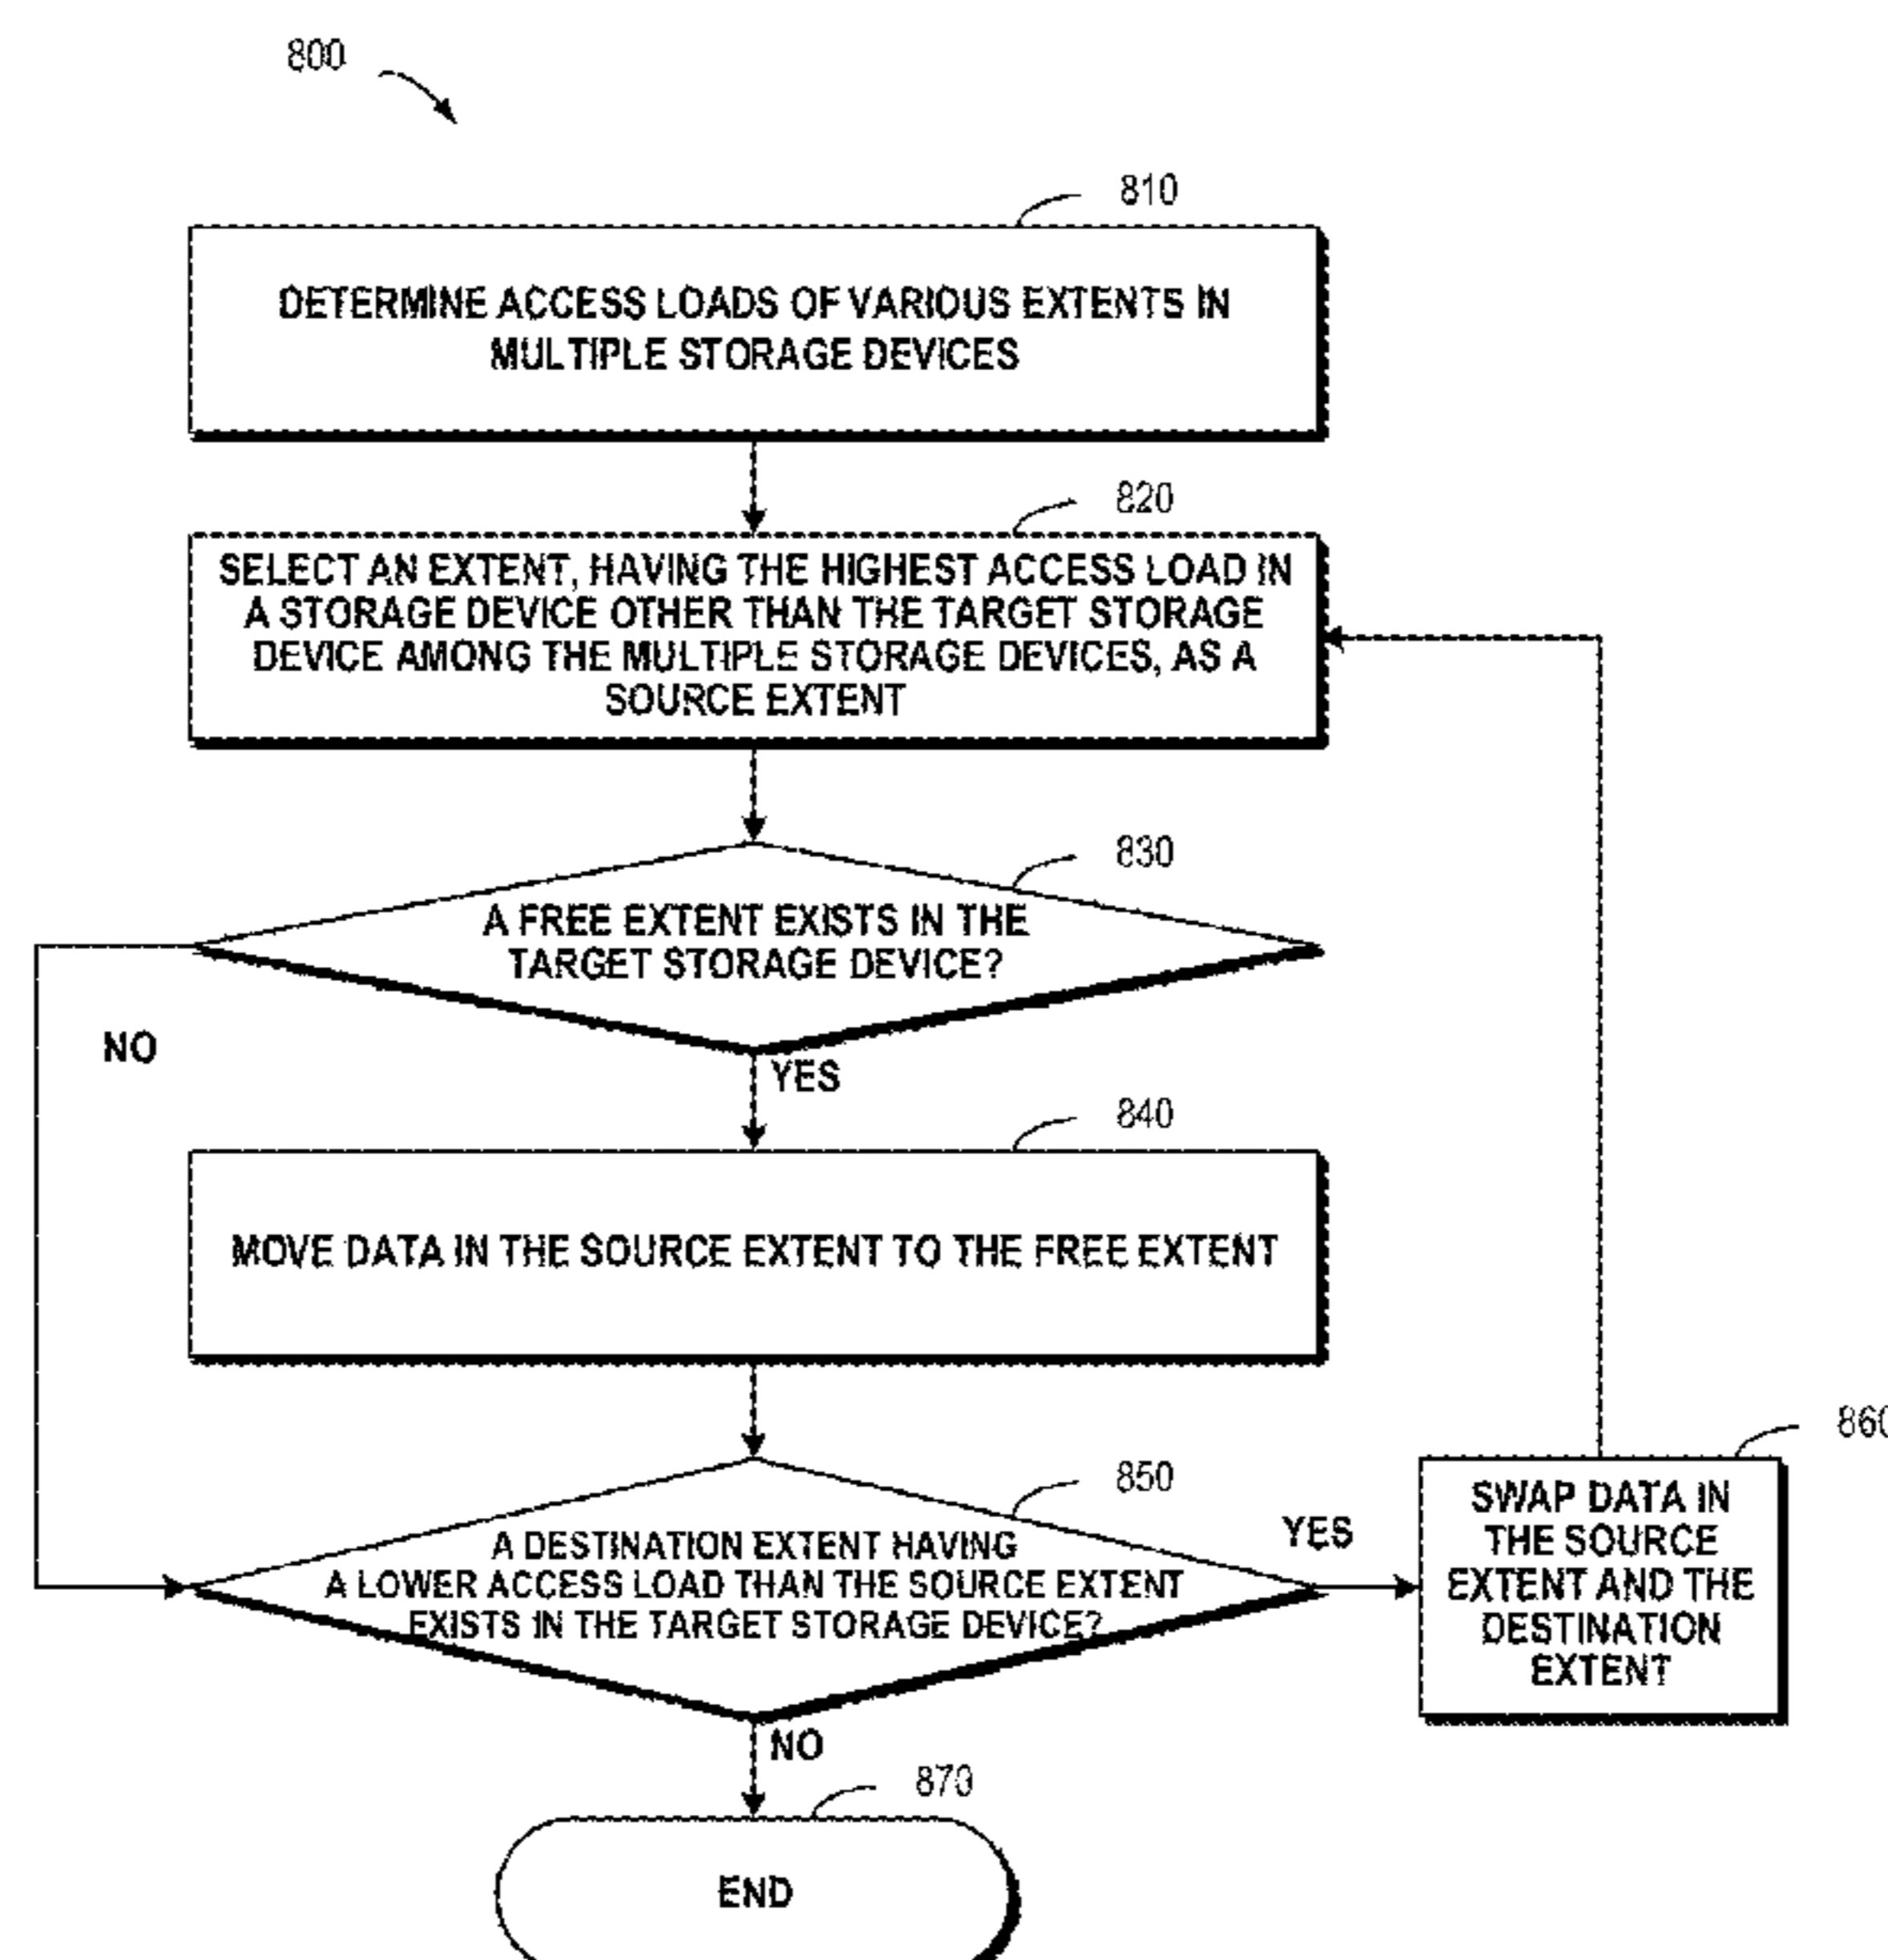 800
810
DETERMINE ACCESS LOADS OF VARIOUS EXTENTS IN
MULTIPLE STORAGE DEVICES
820
SELECT AN EXTENT, HAVING THE HIGHEST ACCESS LOAD IN
A STORAGE DEVICE OTHER THAN THE TARGET STORAGE
DEVICE AMONG THE MULTIPLE STORAGE DEVICES, AS A
SOURCE EXTENT
830
A FREE EXTENT EXISTS IN THE
TARGET STORAGE DEVICE?
NO
YES
840
MOVE DATA IN THE SOURCE EXTENT TO THE FREE EXTENT
850
A DESTINATION EXTENT HAVING
A LOWER ACCESS LOAD THAN THE SOURCE EXTENT
EXISTS IN THE TARGET STORAGE DEVICE?
YES
860
SWAP DATA IN
THE SOURCE
EXTENT AND THE
DESTINATION
EXTENT
NO
870
END